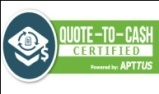 $
QUOTE-TO-CASH
CERTIFIED
Powered by: APTTUS